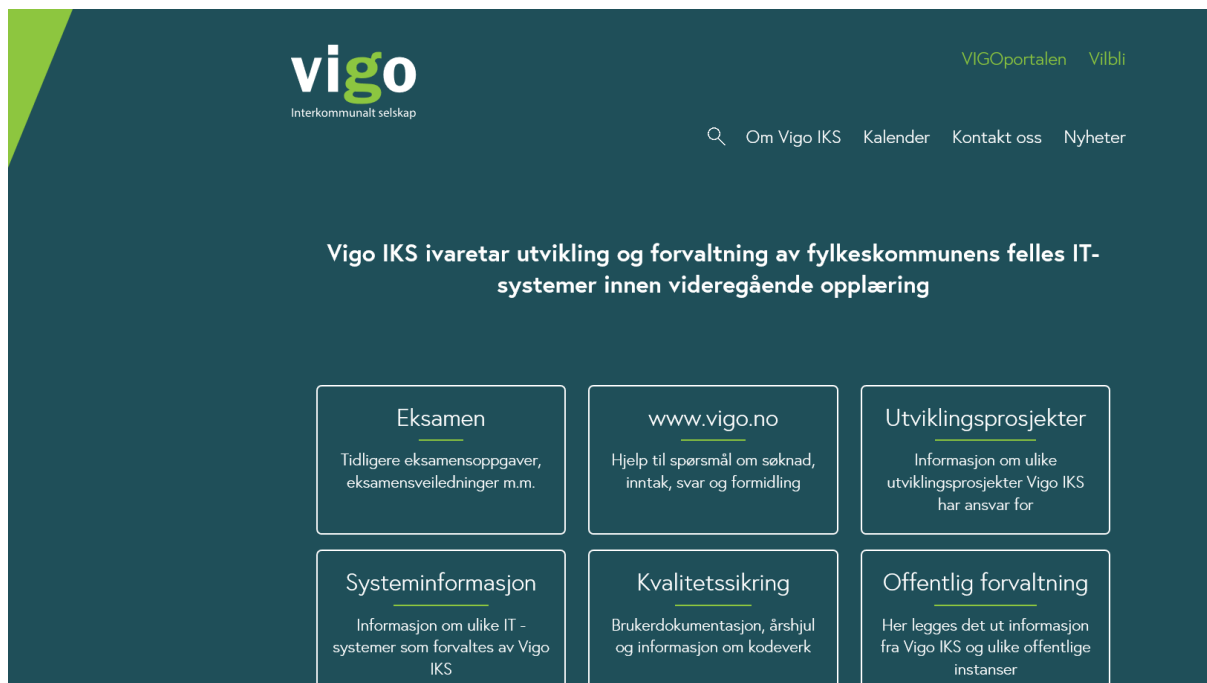 vigo
Interkommunalt selskap
VIGOportalen Vilbli
Om Vigo IKS Kalender Kontakt oss Nyheter
Vigo IKS ivaretar utvikling og forvaltning av fylkeskommunens felles IT-
systemer innen videregående opplæring
Eksamen
Tidligere eksamensoppgaver,
eksamensveiledninger m.m.
www.vigo.no
Hjelp til spørsmål om søknad,
inntak, svar og formidling
Utviklingsprosjekter
Informasjon om ulike
utviklingsprosjekter Vigo IKS
har ansvar for
Systeminformasjon
Informasjon om ulike IT -
systemer som forvaltes av Vigo
IKS
Kvalitetssikring
Brukerdokumentasjon, årshjul
og informasjon om kodeverk
Offentlig forvaltning
Her legges det ut informasjon
fra Vigo IKS og ulike offentlige
instanser